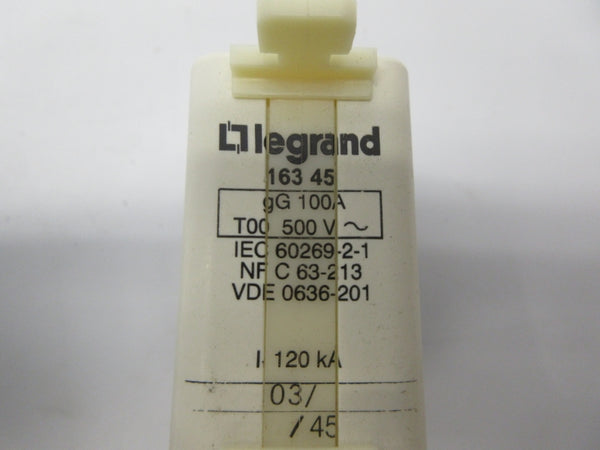 legrand
163 45
gG 100A
T00 500 V ~
IEC 60269-2-1
NF C 63-213
VDE 0636-201
120 kA
03/
/45